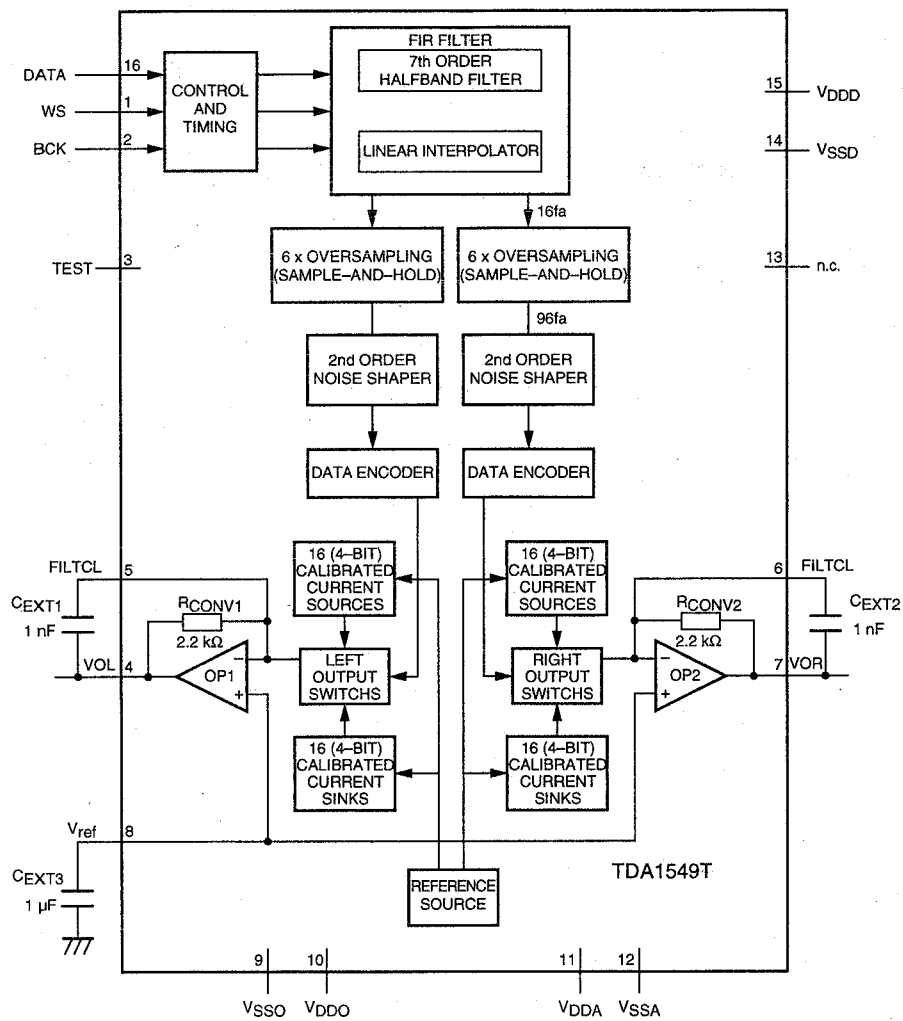 FIR FILTER
7th ORDER
HALFBAND FILTER
LINEAR INTERPOLATOR
DATA 16
WS 1
BCK 2
CONTROL
AND
TIMING
15 VDDD
14 VSSD
16fa
TEST 3
6 x OVERSAMPLING
(SAMPLE–AND–HOLD)
6 x OVERSAMPLING
(SAMPLE–AND–HOLD)
13 n.c.
96fa
2nd ORDER
NOISE SHAPER
2nd ORDER
NOISE SHAPER
DATA ENCODER
DATA ENCODER
FILTCL 5
CEXT1
1 nF
RCONV1
2.2 kΩ
VOL 4
OP1
–
+
16 (4–BIT)
CALIBRATED
CURRENT
SOURCES
LEFT
OUTPUT
SWITCHS
16 (4–BIT)
CALIBRATED
CURRENT
SINKS
16 (4–BIT)
CALIBRATED
CURRENT
SOURCES
RIGHT
OUTPUT
SWITCHS
16 (4–BIT)
CALIBRATED
CURRENT
SINKS
6 FILTCL
RCONV2
2.2 kΩ
CEXT2
1 nF
–
+
OP2
7 VOR
Vref 8
CEXT3
1 µF
REFERENCE
SOURCE
TDA1549T
9 10 11 12
VSSO VDDO VDDA VSSA